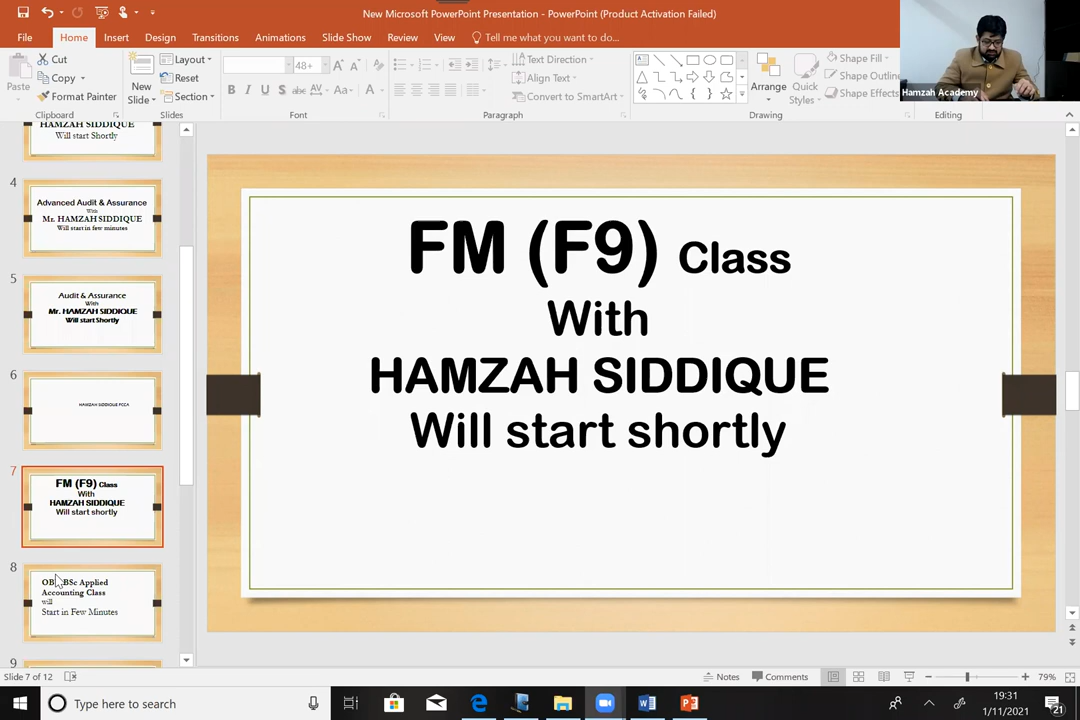 New Microsoft PowerPoint Presentation - PowerPoint (Product Activation Failed)
File Home Insert Design Transitions Animations Slide Show Review View Tell me what you want to do...
Paste
Cut
Copy
Format Painter
Clipboard
New
Slide
Layout
Reset
Section
Slides
48+
B I U S abc AV Aa A
Font
Text Direction
Align Text
Convert to SmartArt
Paragraph
Arrange
Quick
Styles
Shape Fill
Shape Outline
Shape Effects
Drawing
Editing
Hamzah Academy
HAMZAH SIDDIQUE
Will start Shortly
4
Advanced Audit & Assurance
With
Mr. HAMZAH SIDDIQUE
Will start in few minutes
5
Audit & Assurance
With
Mr. HAMZAH SIDDIQUE
Will start Shortly
6
HAMZAH SIDDIQUE FCCA
7
FM (F9) Class
With
HAMZAH SIDDIQUE
Will start shortly
8
BSc Applied
Accounting Class
will
Start in Few Minutes
9
FM (F9) Class
With
HAMZAH SIDDIQUE
Will start shortly
Slide 7 of 12
Notes
Comments
79%
Type here to search
19:31
1/11/2021
21